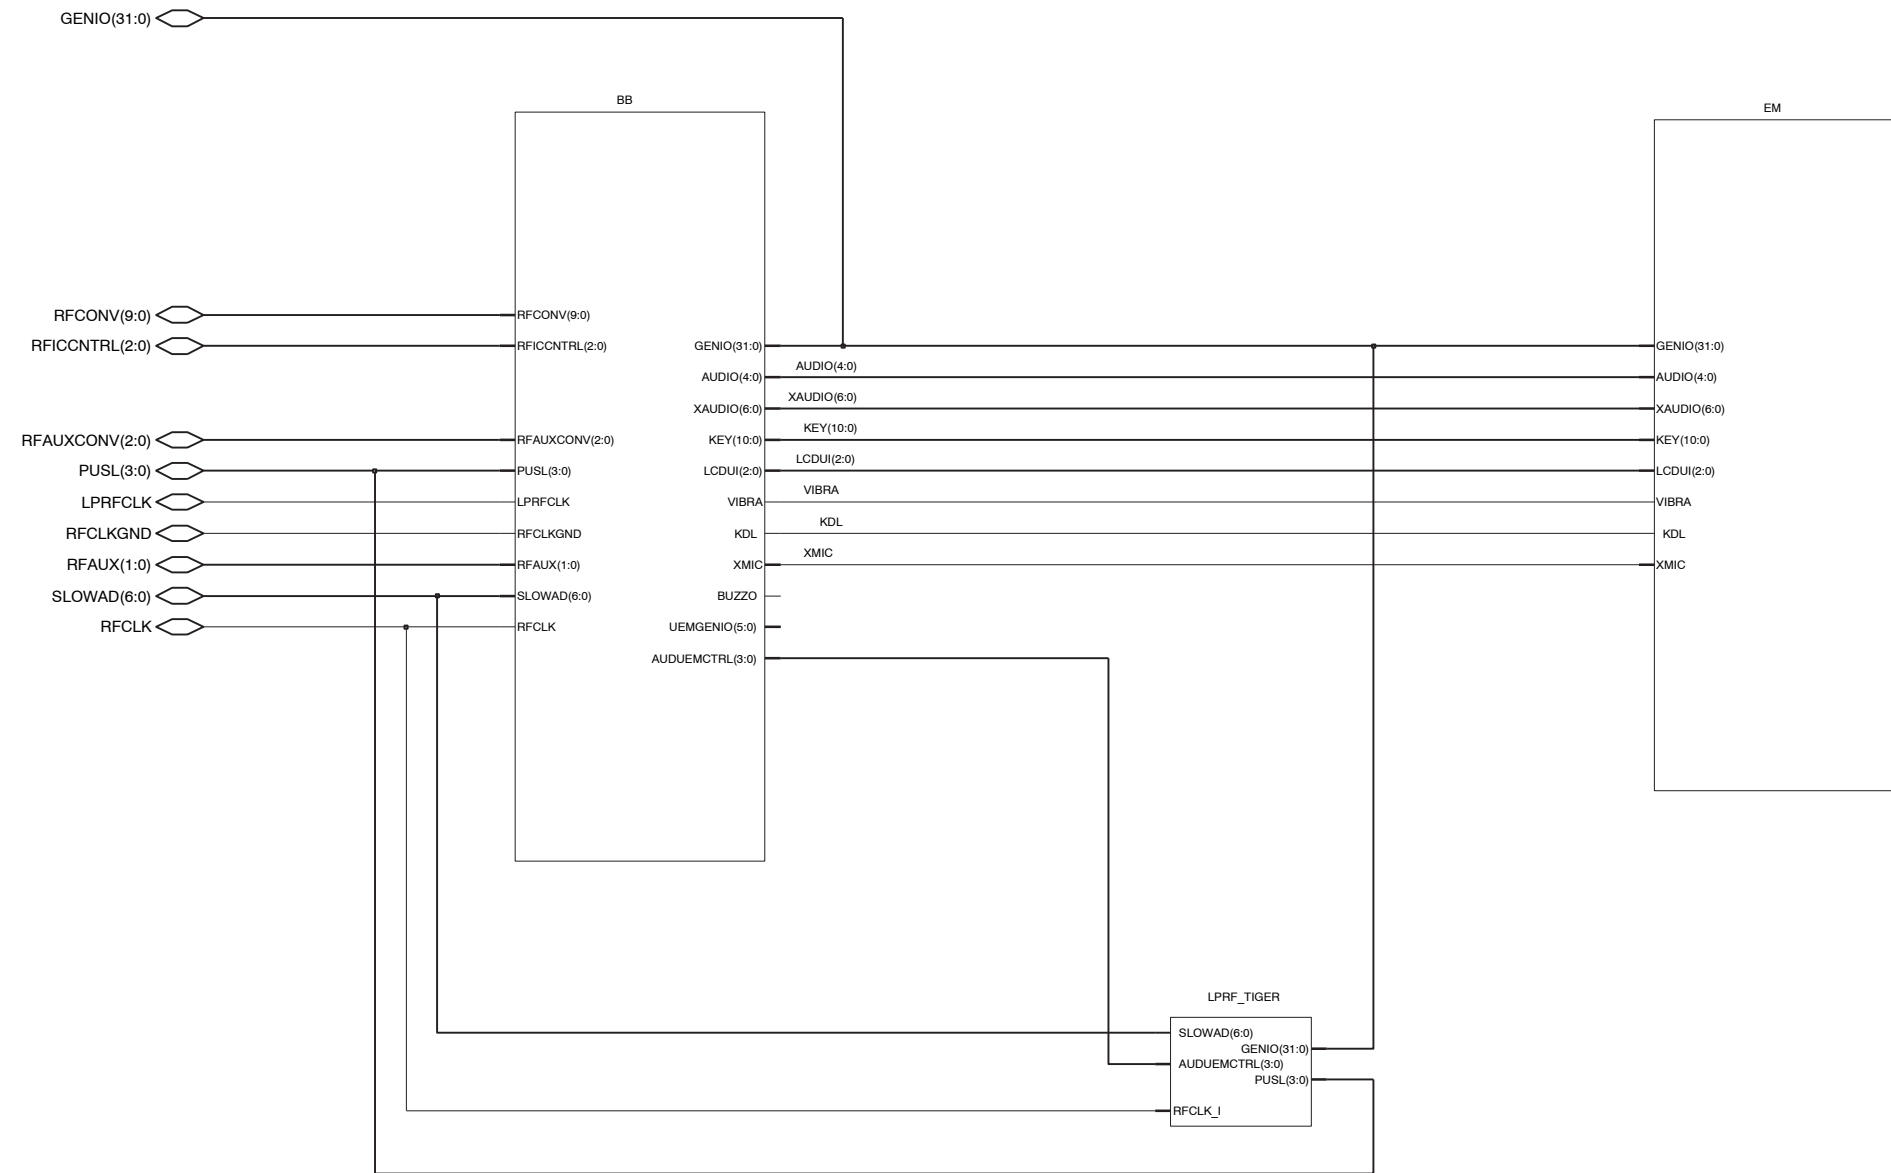 GENIO(31:0)
BB
EM
RFCONV(9:0)
RFCONV(9:0)
RFICCNTRL(2:0)
RFICCNTRL(2:0)
GENIO(31:0)
GENIO(31:0)
AUDIO(4:0)
AUDIO(4:0)
AUDIO(4:0)
XAUDIO(6:0)
XAUDIO(6:0)
XAUDIO(6:0)
RFAUXCONV(2:0)
RFAUXCONV(2:0)
KEY(10:0)
KEY(10:0)
KEY(10:0)
PUSL(3:0)
PUSL(3:0)
LCDUI(2:0)
LCDUI(2:0)
LCDUI(2:0)
LPRFCLK
LPRFCLK
VIBRA
VIBRA
VIBRA
RFCLKGND
RFCLKGND
KDL
KDL
KDL
RFAUX(1:0)
RFAUX(1:0)
XMIC
XMIC
XMIC
SLOWAD(6:0)
SLOWAD(6:0)
BUZZO
RFCLK
RFCLK
UEMGENIO(5:0)
AUDUEMCTRL(3:0)
LPRF_TIGER
SLOWAD(6:0)
GENIO(31:0)
AUDUEMCTRL(3:0)
PUSL(3:0)
RFCLK_I